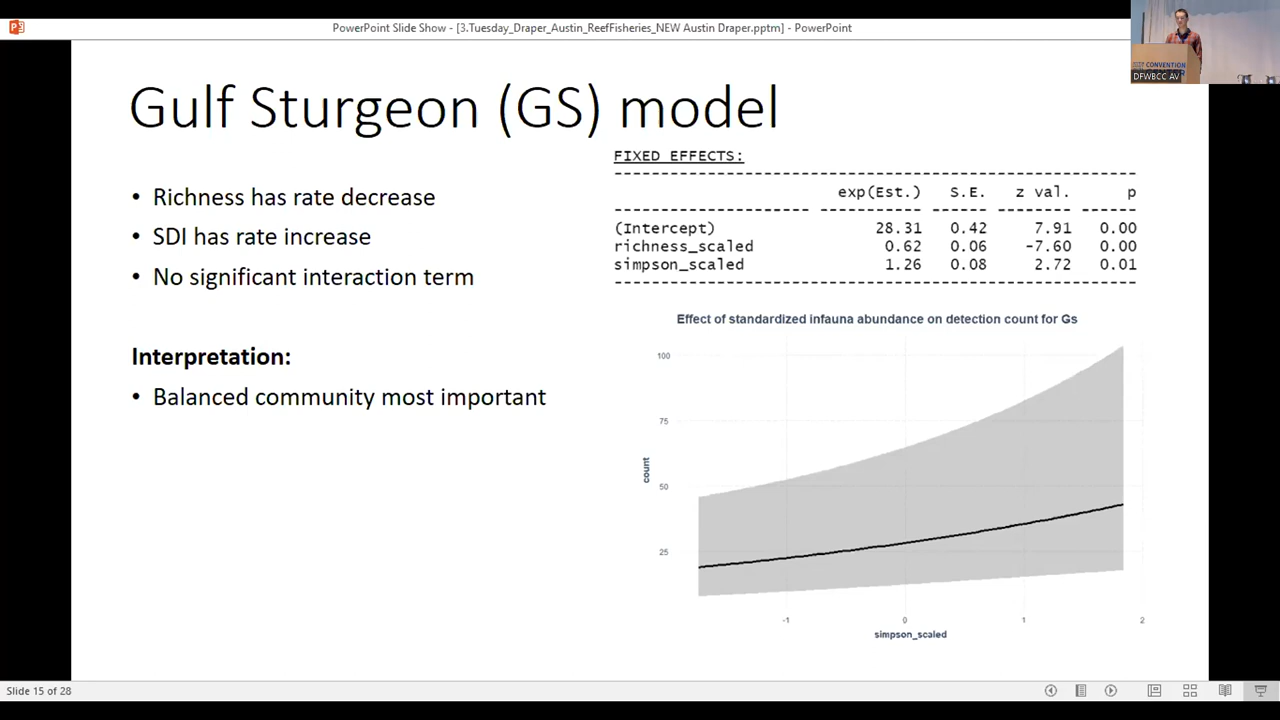 PowerPoint Slide Show - [3.Tuesday_Draper_Austin_ReefFisheries_NEW Austin Draper.pptm] - PowerPoint
CONVENTION
DFWBCC AV
Gulf Sturgeon (GS) model
• Richness has rate decrease
• SDI has rate increase
• No significant interaction term
Interpretation:
• Balanced community most important
FIXED EFFECTS:
exp(Est.) S.E. z val. p
(Intercept) 28.31 0.42 7.91 0.00
richness_scaled 0.62 0.06 -7.60 0.00
simpson_scaled 1.26 0.08 2.72 0.01
Effect of standardized infauna abundance on detection count for Gs
100
75
50
25
count
-1 0 1 2
simpson_scaled
Slide 15 of 28